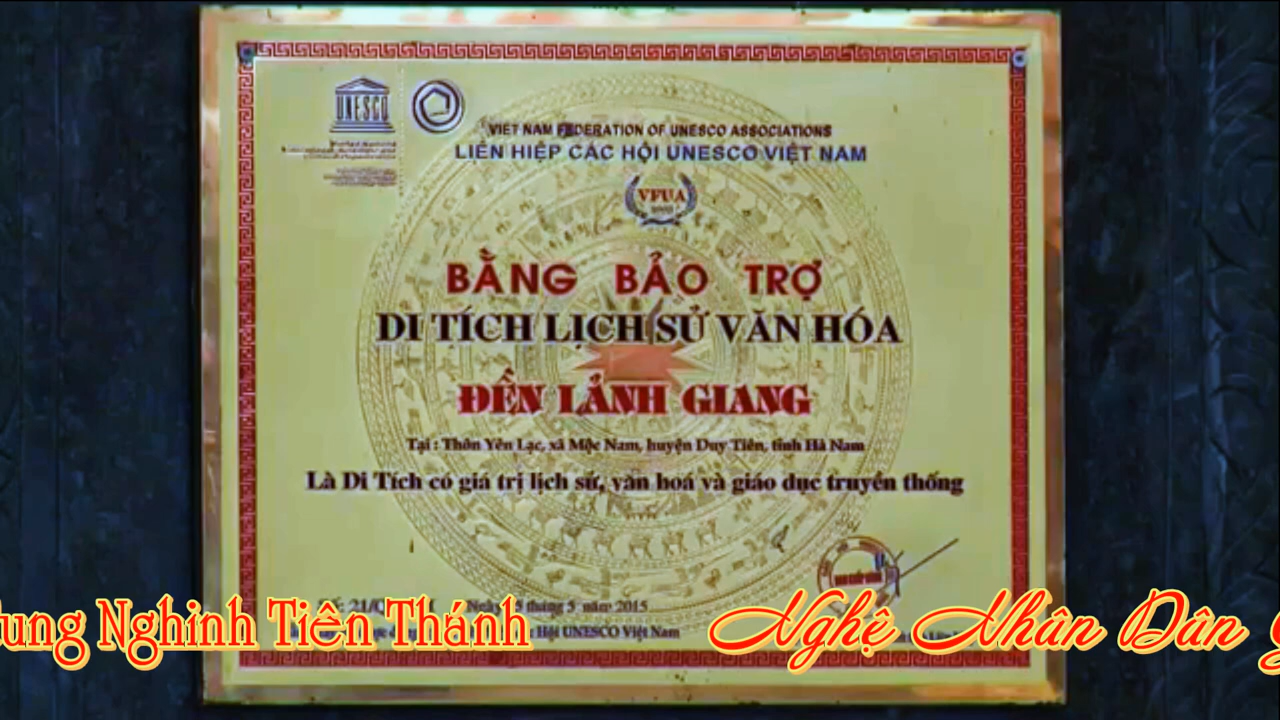 UNESCO
VIET NAM FEDERATION OF UNESCO ASSOCIATIONS
LIÊN HIỆP CÁC HỘI UNESCO VIỆT NAM
VFUA
BẰNG BẢO TRỢ
DI TÍCH LỊCH SỬ VĂN HÓA
ĐỀN LẢNH GIANG
Tại : Thôn Yên Lạc, xã Mộc Nam, huyện Duy Tiên, tỉnh Hà Nam
Là Di Tích có giá trị lịch sử, văn hoá và giáo dục truyền thống
tháng 5 năm 2015
Hội UNESCO Việt Nam
ung Nghinh Tiên Thánh
Nghệ Nhân Dân